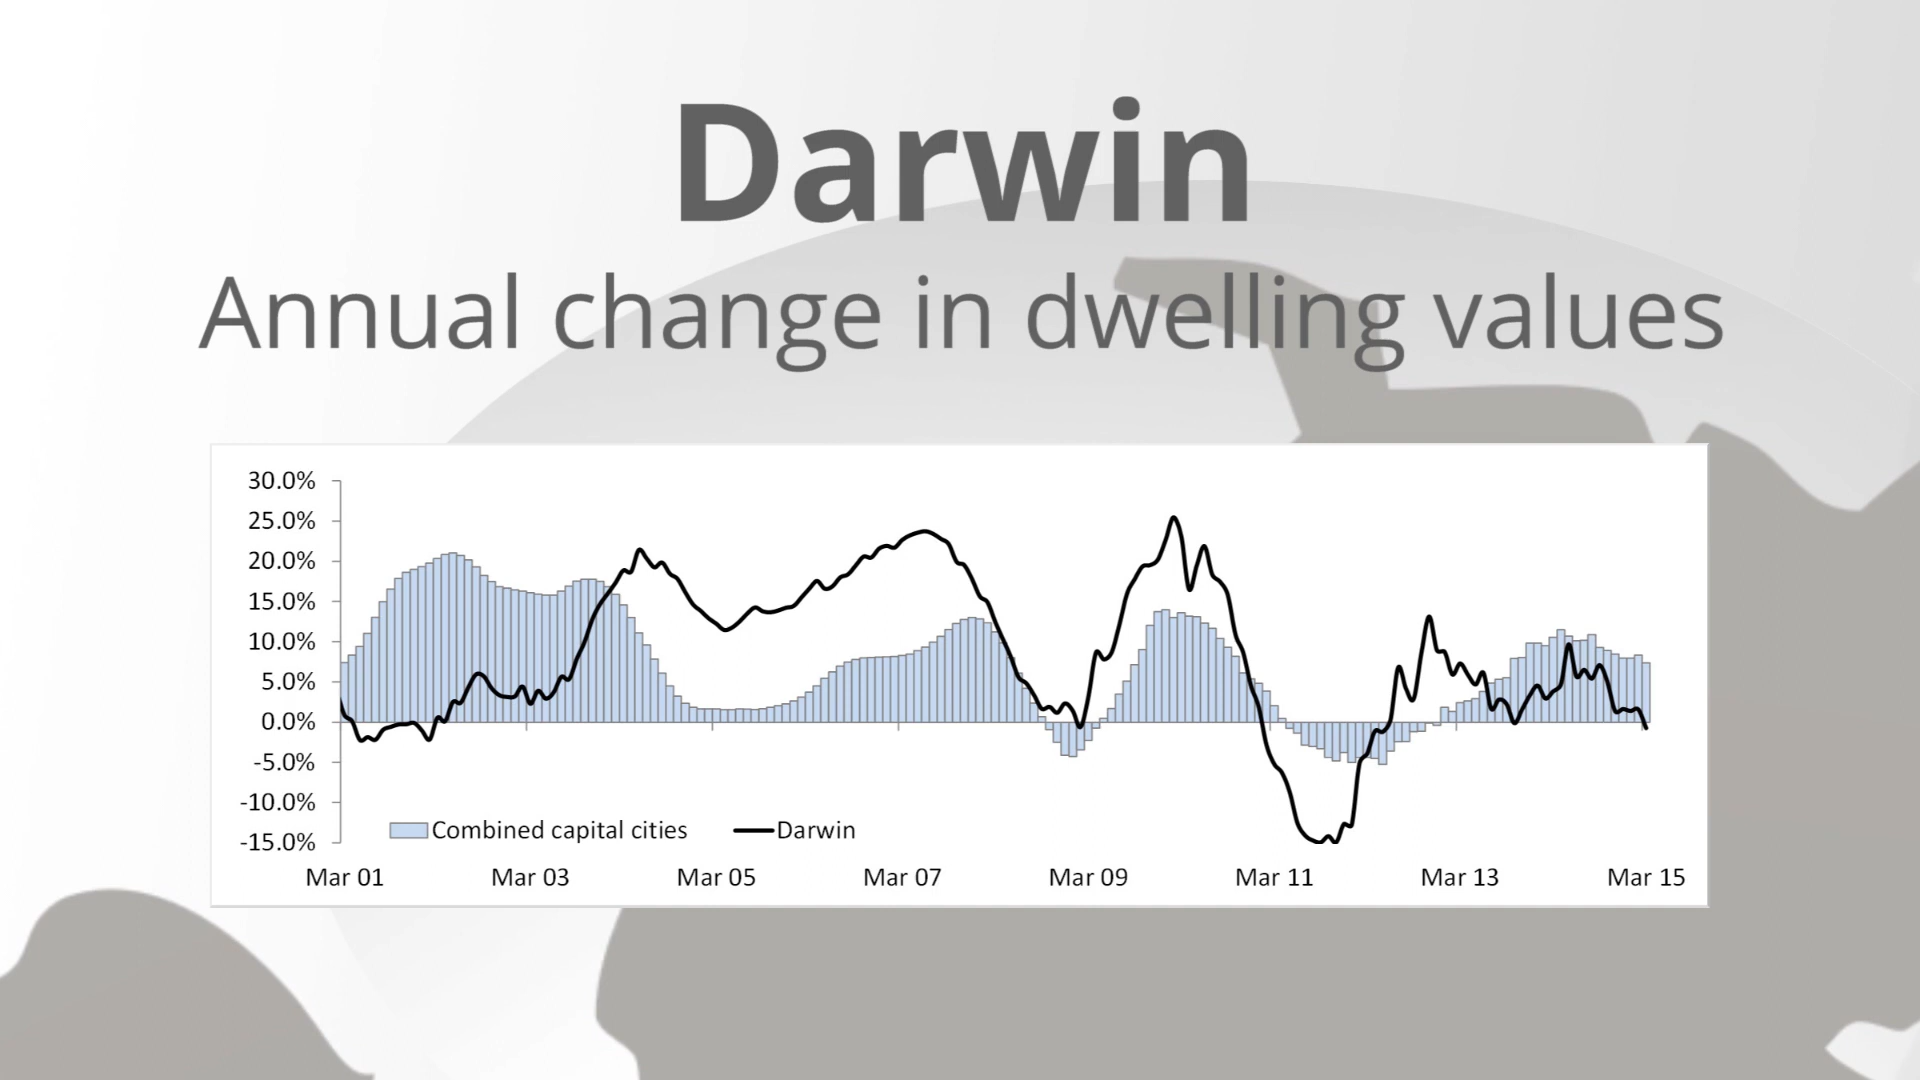 Darwin
Annual change in dwelling values
30.0%
25.0%
20.0%
15.0%
10.0%
5.0%
0.0%
-5.0%
-10.0%
-15.0%
Combined capital cities Darwin
Mar 01 Mar 03 Mar 05 Mar 07 Mar 09 Mar 11 Mar 13 Mar 15